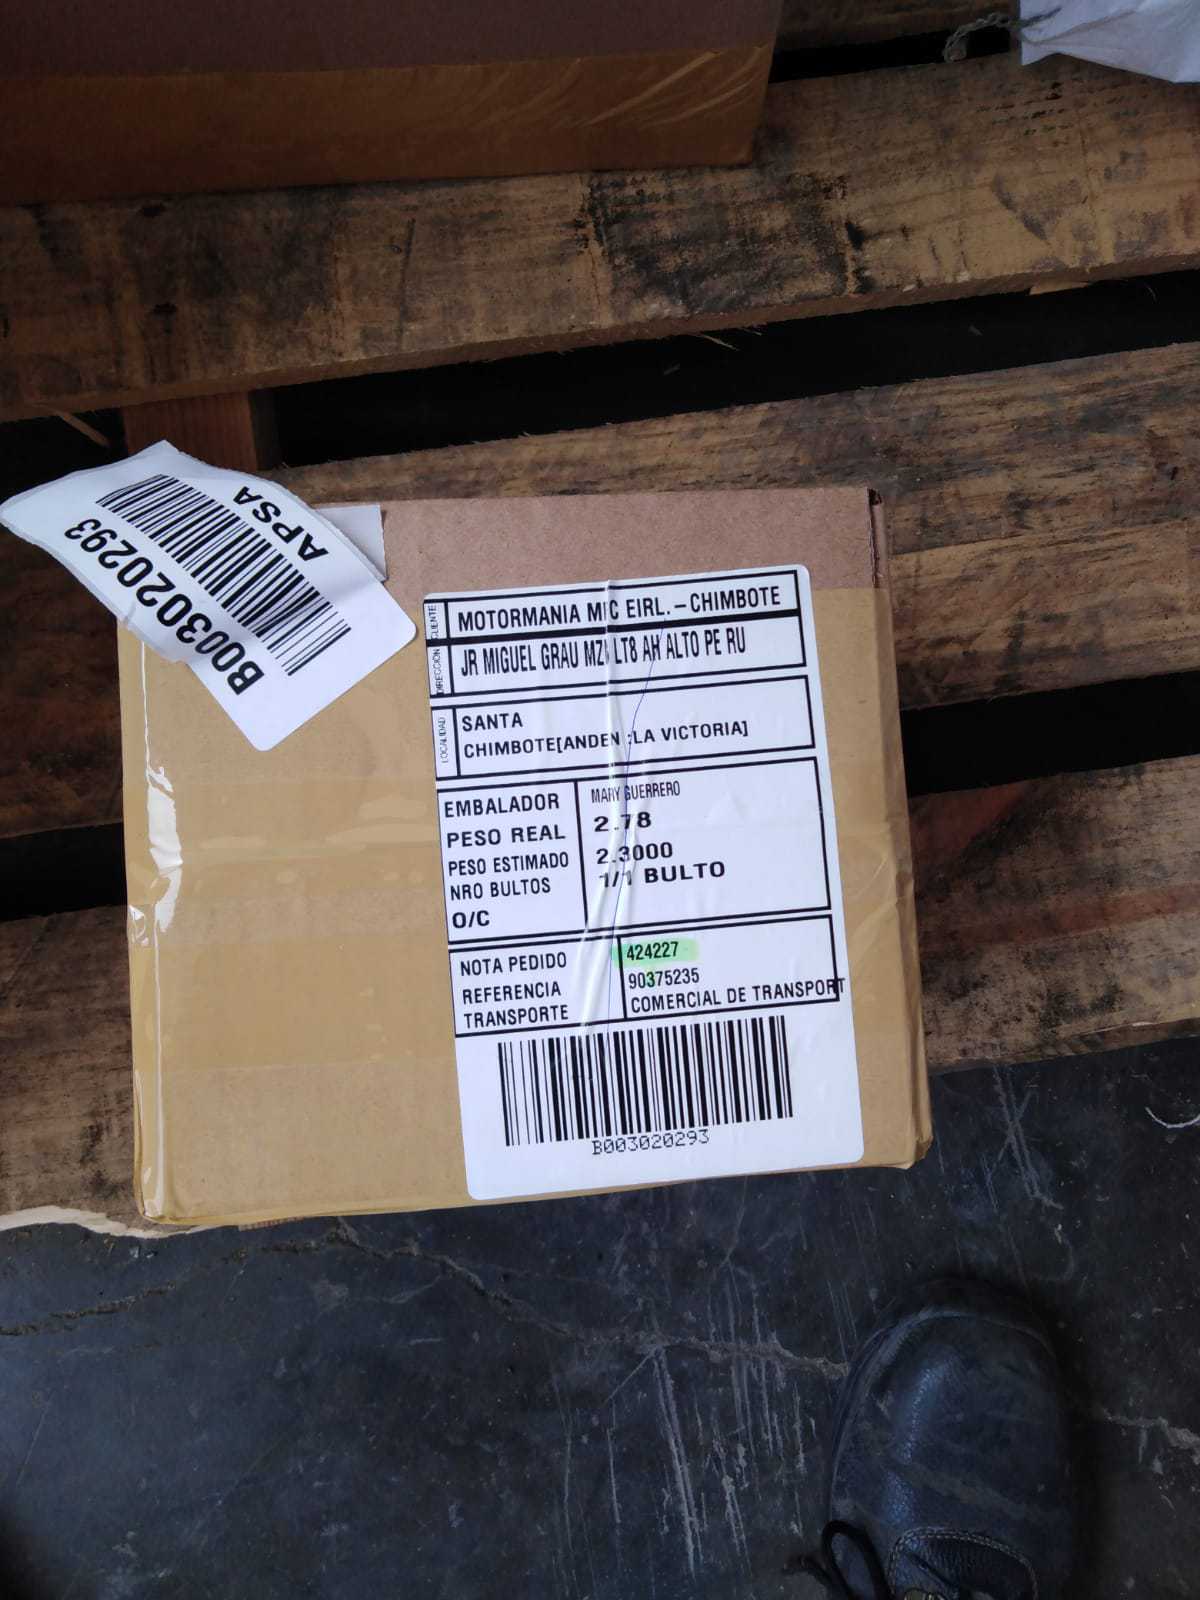 B003020293
APSA
CLIENTE
MOTORMANIA MFC EIRL.-CHIMBOTE
DIRECCIÓN
JR MIGUEL GRAU LT8 AH ALTO PE RU
LOCALIDAD
SANTA
CHIMBOTE[ANDEN :LA VICTORIA]
EMBALADOR MARY GUERRERO
PESO REAL 2.78
PESO ESTIMADO 2.3000
NRO BULTOS 1/1 BULTO
O/C
NOTA PEDIDO 424227
REFERENCIA 90375235
TRANSPORTE COMERCIAL DE TRANSPORT
B003020293